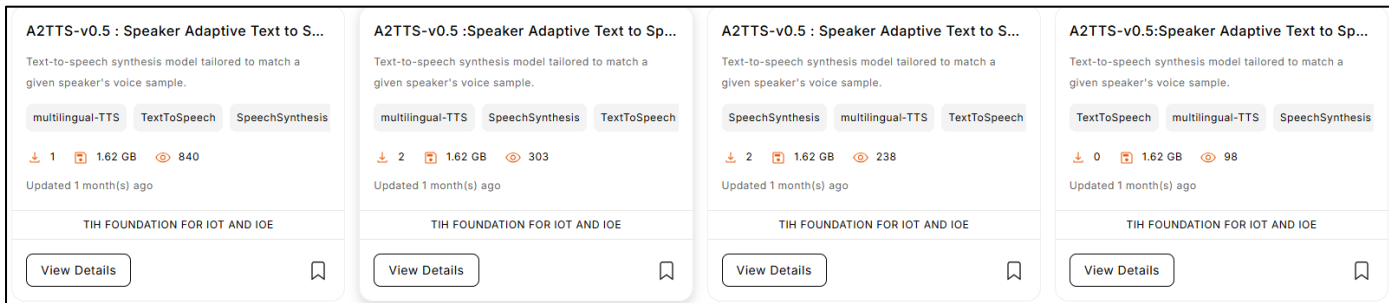 A2TTS-v0.5 : Speaker Adaptive Text to S...
Text-to-speech synthesis model tailored to match a
given speaker's voice sample.
multilingual-TTS TextToSpeech SpeechSynthesis
1 1.62 GB 840
Updated 1 month(s) ago
TIH FOUNDATION FOR IOT AND IOE
View Details
A2TTS-v0.5 :Speaker Adaptive Text to Sp...
Text-to-speech synthesis model tailored to match a
given speaker's voice sample.
multilingual-TTS SpeechSynthesis TextToSpeech
2 1.62 GB 303
Updated 1 month(s) ago
TIH FOUNDATION FOR IOT AND IOE
View Details
A2TTS-v0.5 : Speaker Adaptive Text to S...
Text-to-speech synthesis model tailored to match a
given speaker's voice sample.
SpeechSynthesis multilingual-TTS TextToSpeech
2 1.62 GB 238
Updated 1 month(s) ago
TIH FOUNDATION FOR IOT AND IOE
View Details
A2TTS-v0.5:Speaker Adaptive Text to Sp...
Text-to-speech synthesis model tailored to match a
given speaker's voice sample.
TextToSpeech multilingual-TTS SpeechSynthesis
0 1.62 GB 98
Updated 1 month(s) ago
TIH FOUNDATION FOR IOT AND IOE
View Details